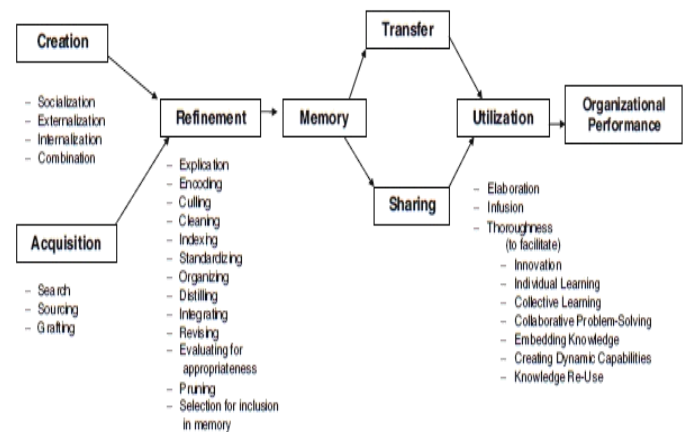 Creation
– Socialization
– Externalization
– Internalization
– Combination
Acquisition
– Search
– Sourcing
– Grafting
Refinement
– Explication
– Encoding
– Culling
– Cleaning
– Indexing
– Standardizing
– Organizing
– Distilling
– Integrating
– Revising
– Evaluating for
appropriateness
– Pruning
– Selection for inclusion
in memory
Memory
Transfer
Sharing
Utilization
– Elaboration
– Infusion
– Thoroughness
(to facilitate)
– Innovation
– Individual Learning
– Collective Learning
– Collaborative Problem-Solving
– Embedding Knowledge
– Creating Dynamic Capabilities
– Knowledge Re-Use
Organizational
Performance